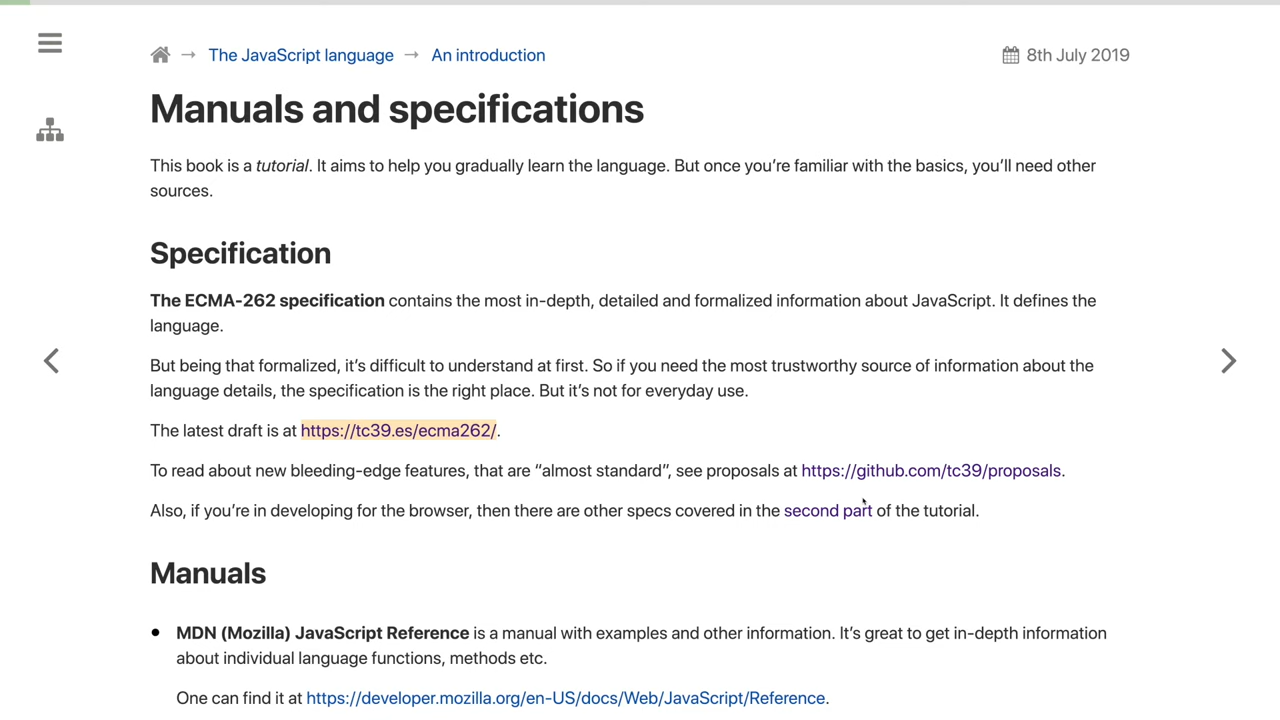 The JavaScript language → An introduction
8th July 2019
Manuals and specifications
This book is a tutorial. It aims to help you gradually learn the language. But once you’re familiar with the basics, you’ll need other
sources.
Specification
The ECMA-262 specification contains the most in-depth, detailed and formalized information about JavaScript. It defines the
language.
But being that formalized, it’s difficult to understand at first. So if you need the most trustworthy source of information about the
language details, the specification is the right place. But it’s not for everyday use.
The latest draft is at https://tc39.es/ecma262/.
To read about new bleeding-edge features, that are “almost standard”, see proposals at https://github.com/tc39/proposals.
Also, if you’re in developing for the browser, then there are other specs covered in the second part of the tutorial.
Manuals
• MDN (Mozilla) JavaScript Reference is a manual with examples and other information. It’s great to get in-depth information
about individual language functions, methods etc.
One can find it at https://developer.mozilla.org/en-US/docs/Web/JavaScript/Reference.